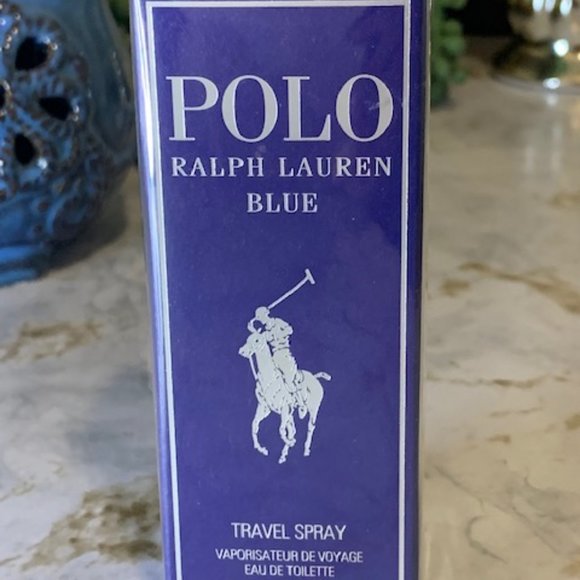 POLO
RALPH LAUREN
BLUE
TRAVEL SPRAY
VAPORISATEUR DE VOYAGE
EAU DE TOILETTE